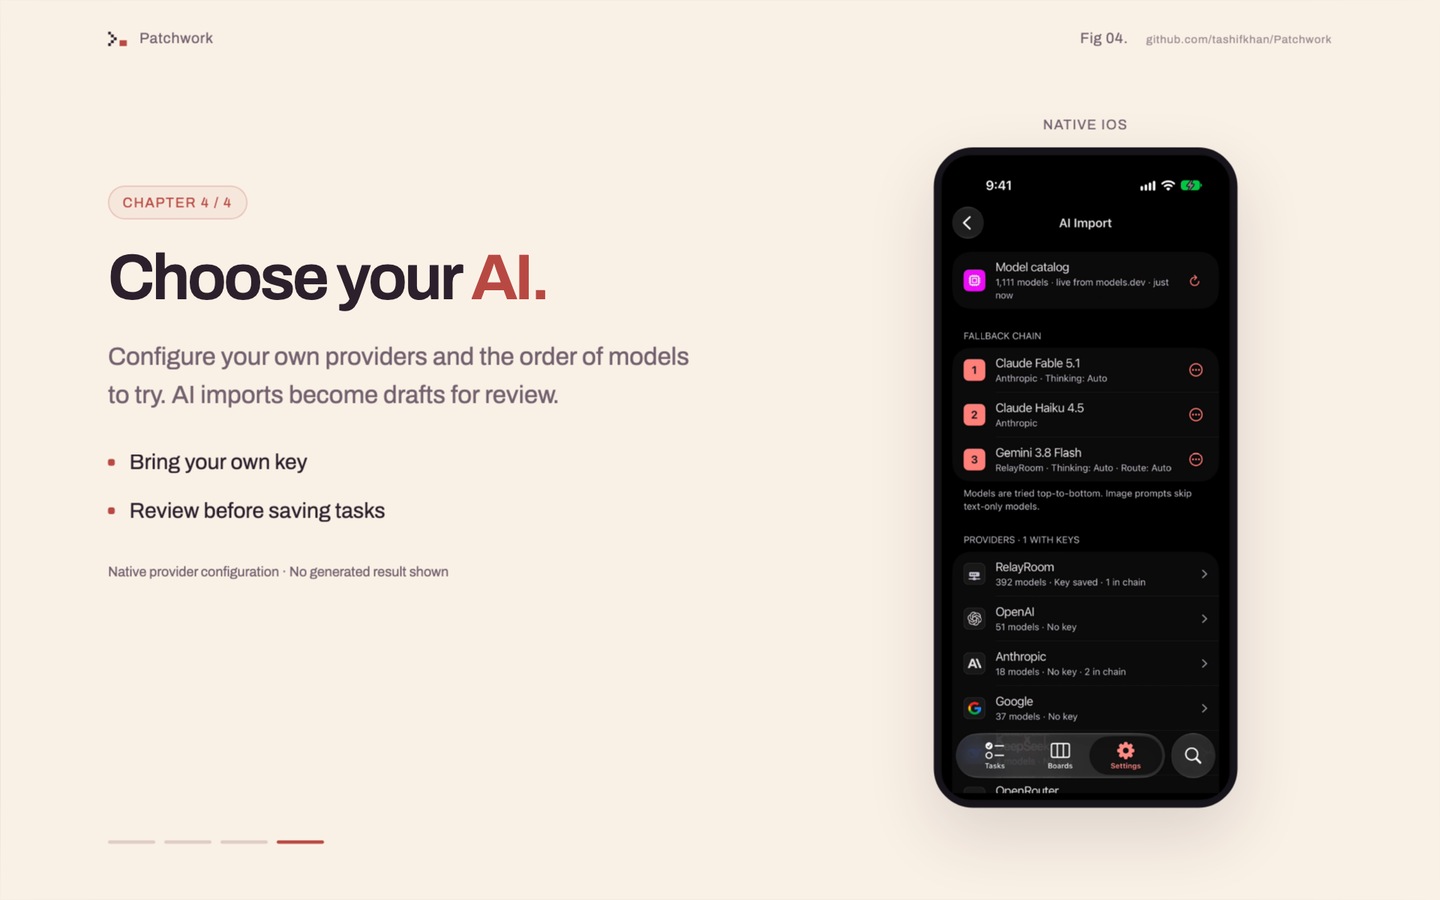 Patchwork
Fig 04. github.com/tashifkhan/Patchwork
CHAPTER 4 / 4
Choose your AI.
Configure your own providers and the order of models
to try. AI imports become drafts for review.
Bring your own key
Review before saving tasks
Native provider configuration · No generated result shown
NATIVE IOS
9:41
AI Import
Model catalog
1,111 models · live from models.dev · just
now
FALLBACK CHAIN
1
Claude Fable 5.1
Anthropic · Thinking: Auto
2
Claude Haiku 4.5
Anthropic
3
Gemini 3.8 Flash
RelayRoom · Thinking: Auto · Route: Auto
Models are tried top-to-bottom. Image prompts skip
text-only models.
PROVIDERS · 1 WITH KEYS
RelayRoom
392 models · Key saved · 1 in chain
OpenAI
51 models · No key
Anthropic
18 models · No key · 2 in chain
Google
37 models · No key
Tasks
Boards
Settings
OpenRouter